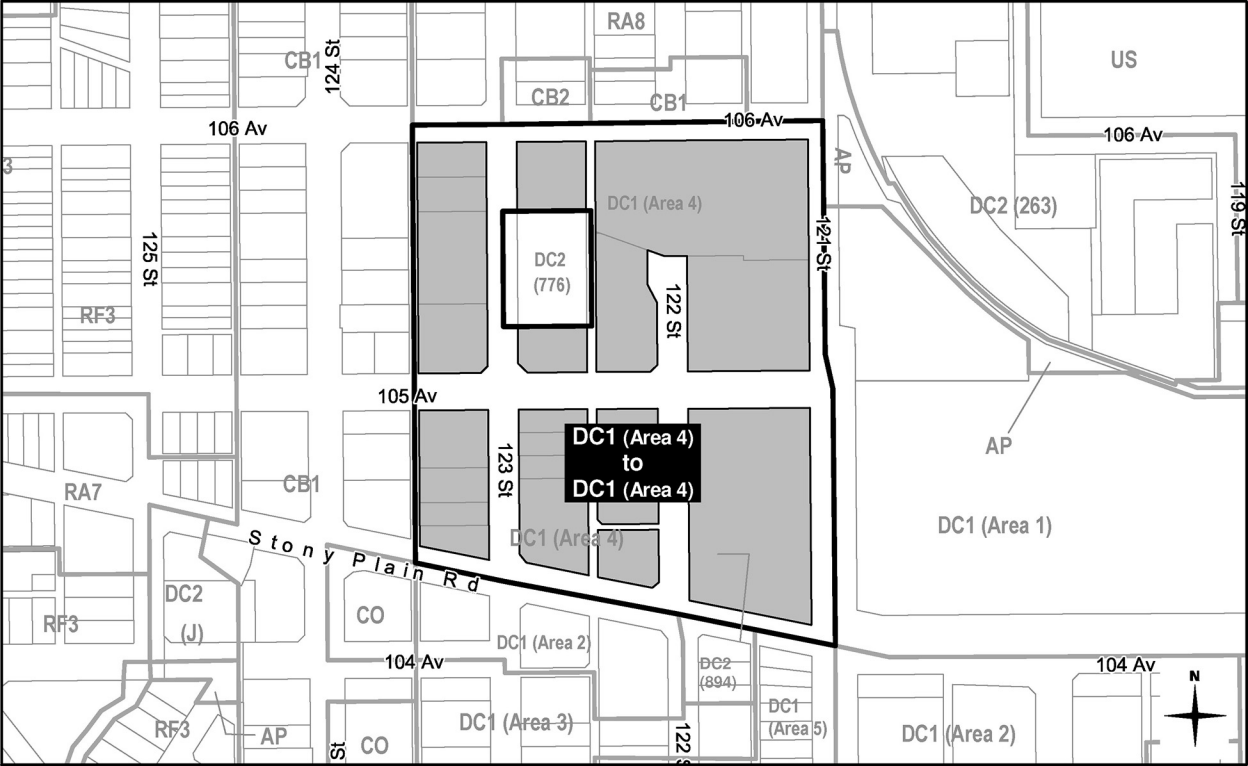 RA8
US
CB1
124 St
CB2
CB1
106 Av
106 Av
106 Av
3
AP
119 St
DC1 (Area 4)
DC2 (263)
121 St
125 St
DC2
(776)
122 St
RF3
105 Av
DC1 (Area 4)
to
DC1 (Area 4)
AP
123 St
RA7
CB1
DC1 (Area 1)
DC1 (Area 4)
Stony Plain Rd
DC2
(J)
CO
RF3
DC1 (Area 2)
104 Av
DC2
(894)
104 Av
N
DC1
(Area 5)
DC1 (Area 3)
RF3
AP
St
CO
122 S
DC1 (Area 2)